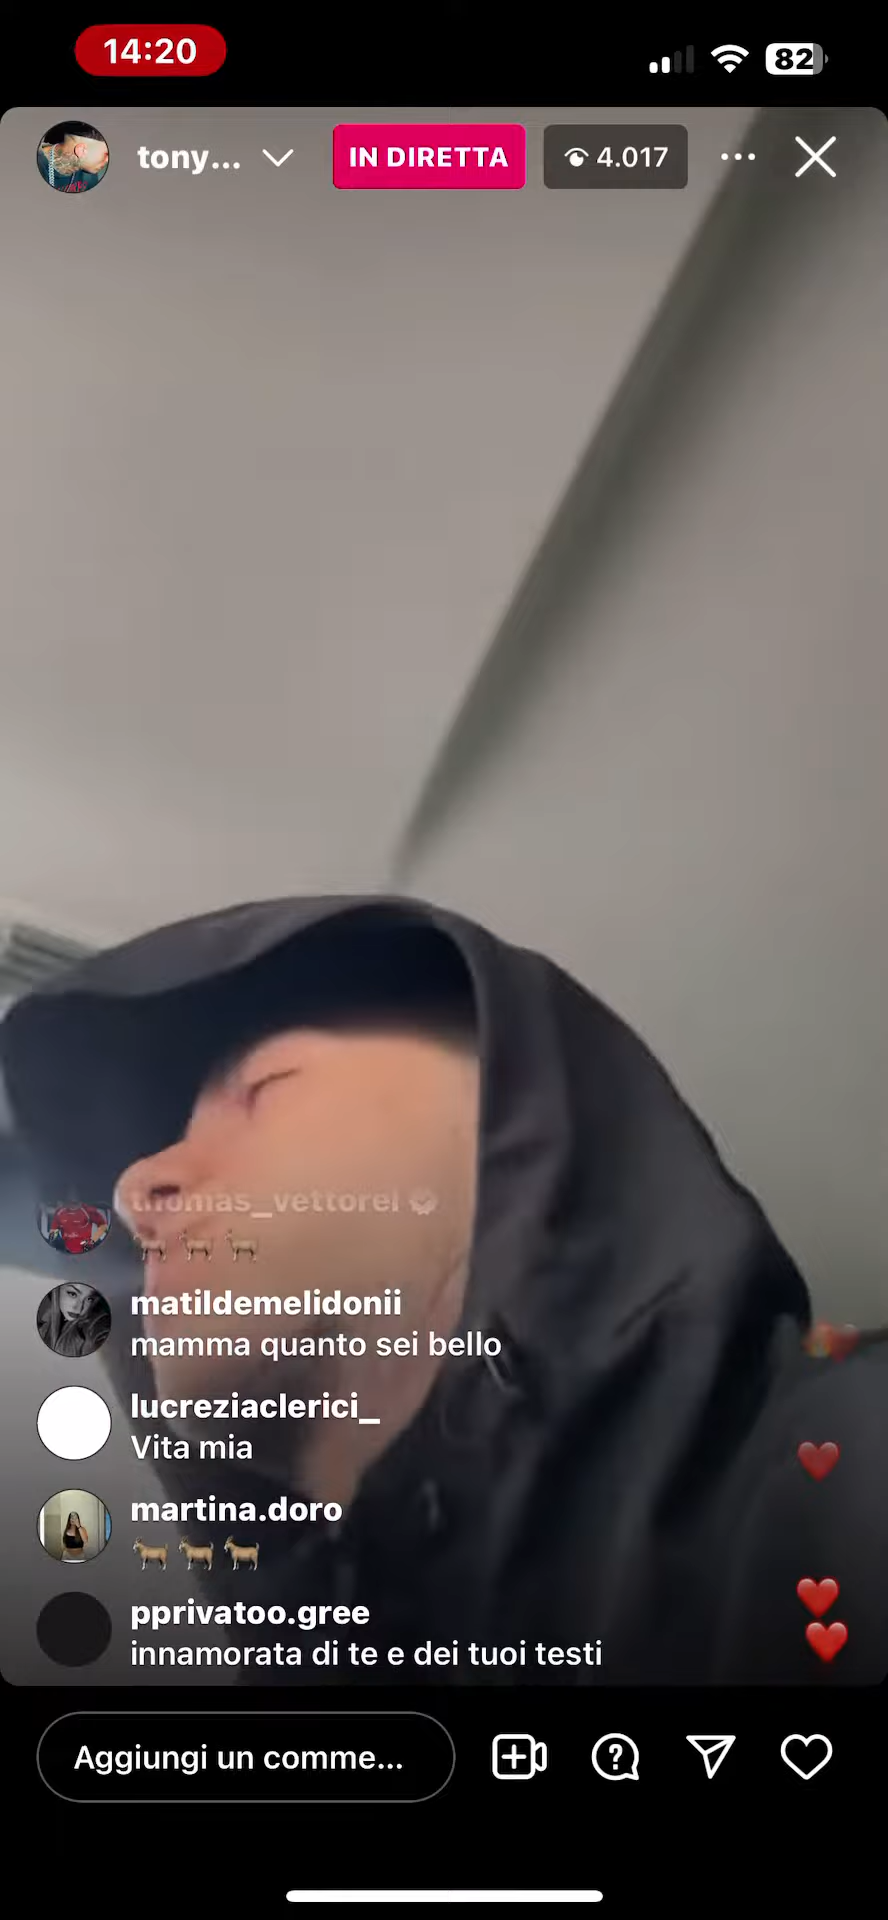 14:20
82
tony...
IN DIRETTA
4.017
thomas_vettorel
matildemelidonii
mamma quanto sei bello
lucreziaclerici_
Vita mia
martina.doro
pprivatoo.gree
innamorata di te e dei tuoi testi
Aggiungi un comme...